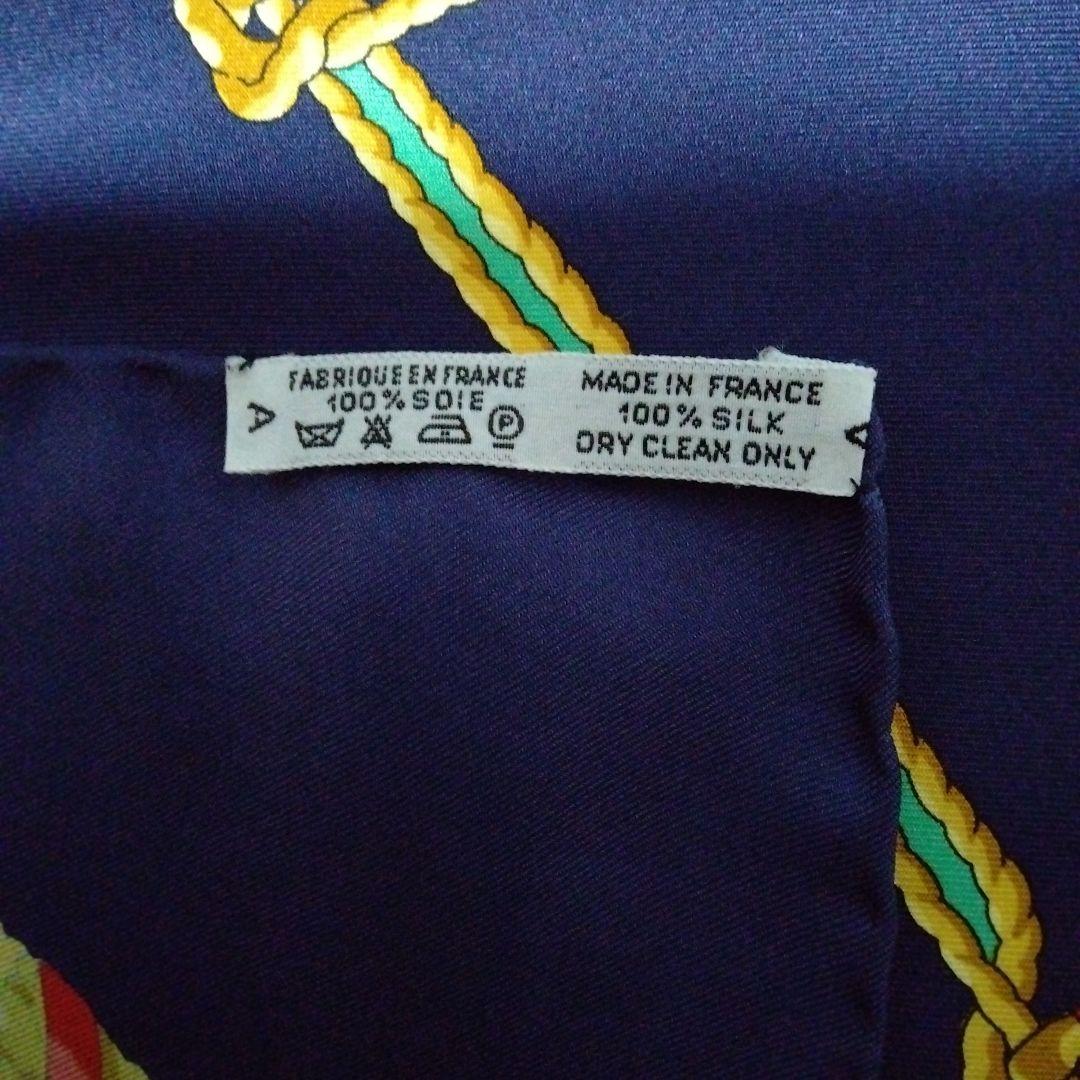 FABRIQUE EN FRANCE
100% SOIE
A
P
MADE IN FRANCE
100% SILK
DRY CLEAN ONLY